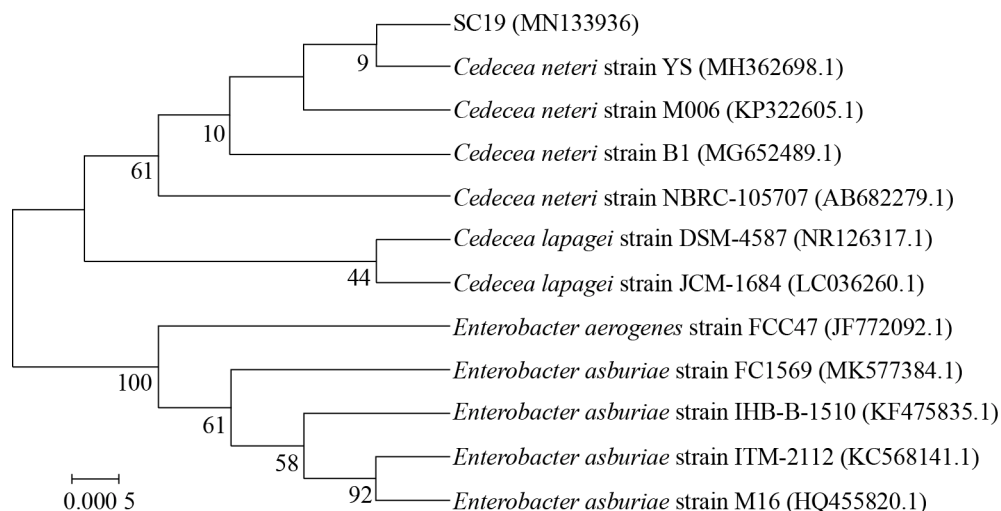 SC19 (MN133936)
9
Cedecea neteri strain YS (MH362698.1)
Cedecea neteri strain M006 (KP322605.1)
10
Cedecea neteri strain B1 (MG652489.1)
61
Cedecea neteri strain NBRC-105707 (AB682279.1)
Cedecea lapagei strain DSM-4587 (NR126317.1)
44
Cedecea lapagei strain JCM-1684 (LC036260.1)
Enterobacter aerogenes strain FCC47 (JF772092.1)
100
Enterobacter asburiae strain FC1569 (MK577384.1)
61
Enterobacter asburiae strain IHB-B-1510 (KF475835.1)
58
Enterobacter asburiae strain ITM-2112 (KC568141.1)
92
Enterobacter asburiae strain M16 (HQ455820.1)
0.000 5